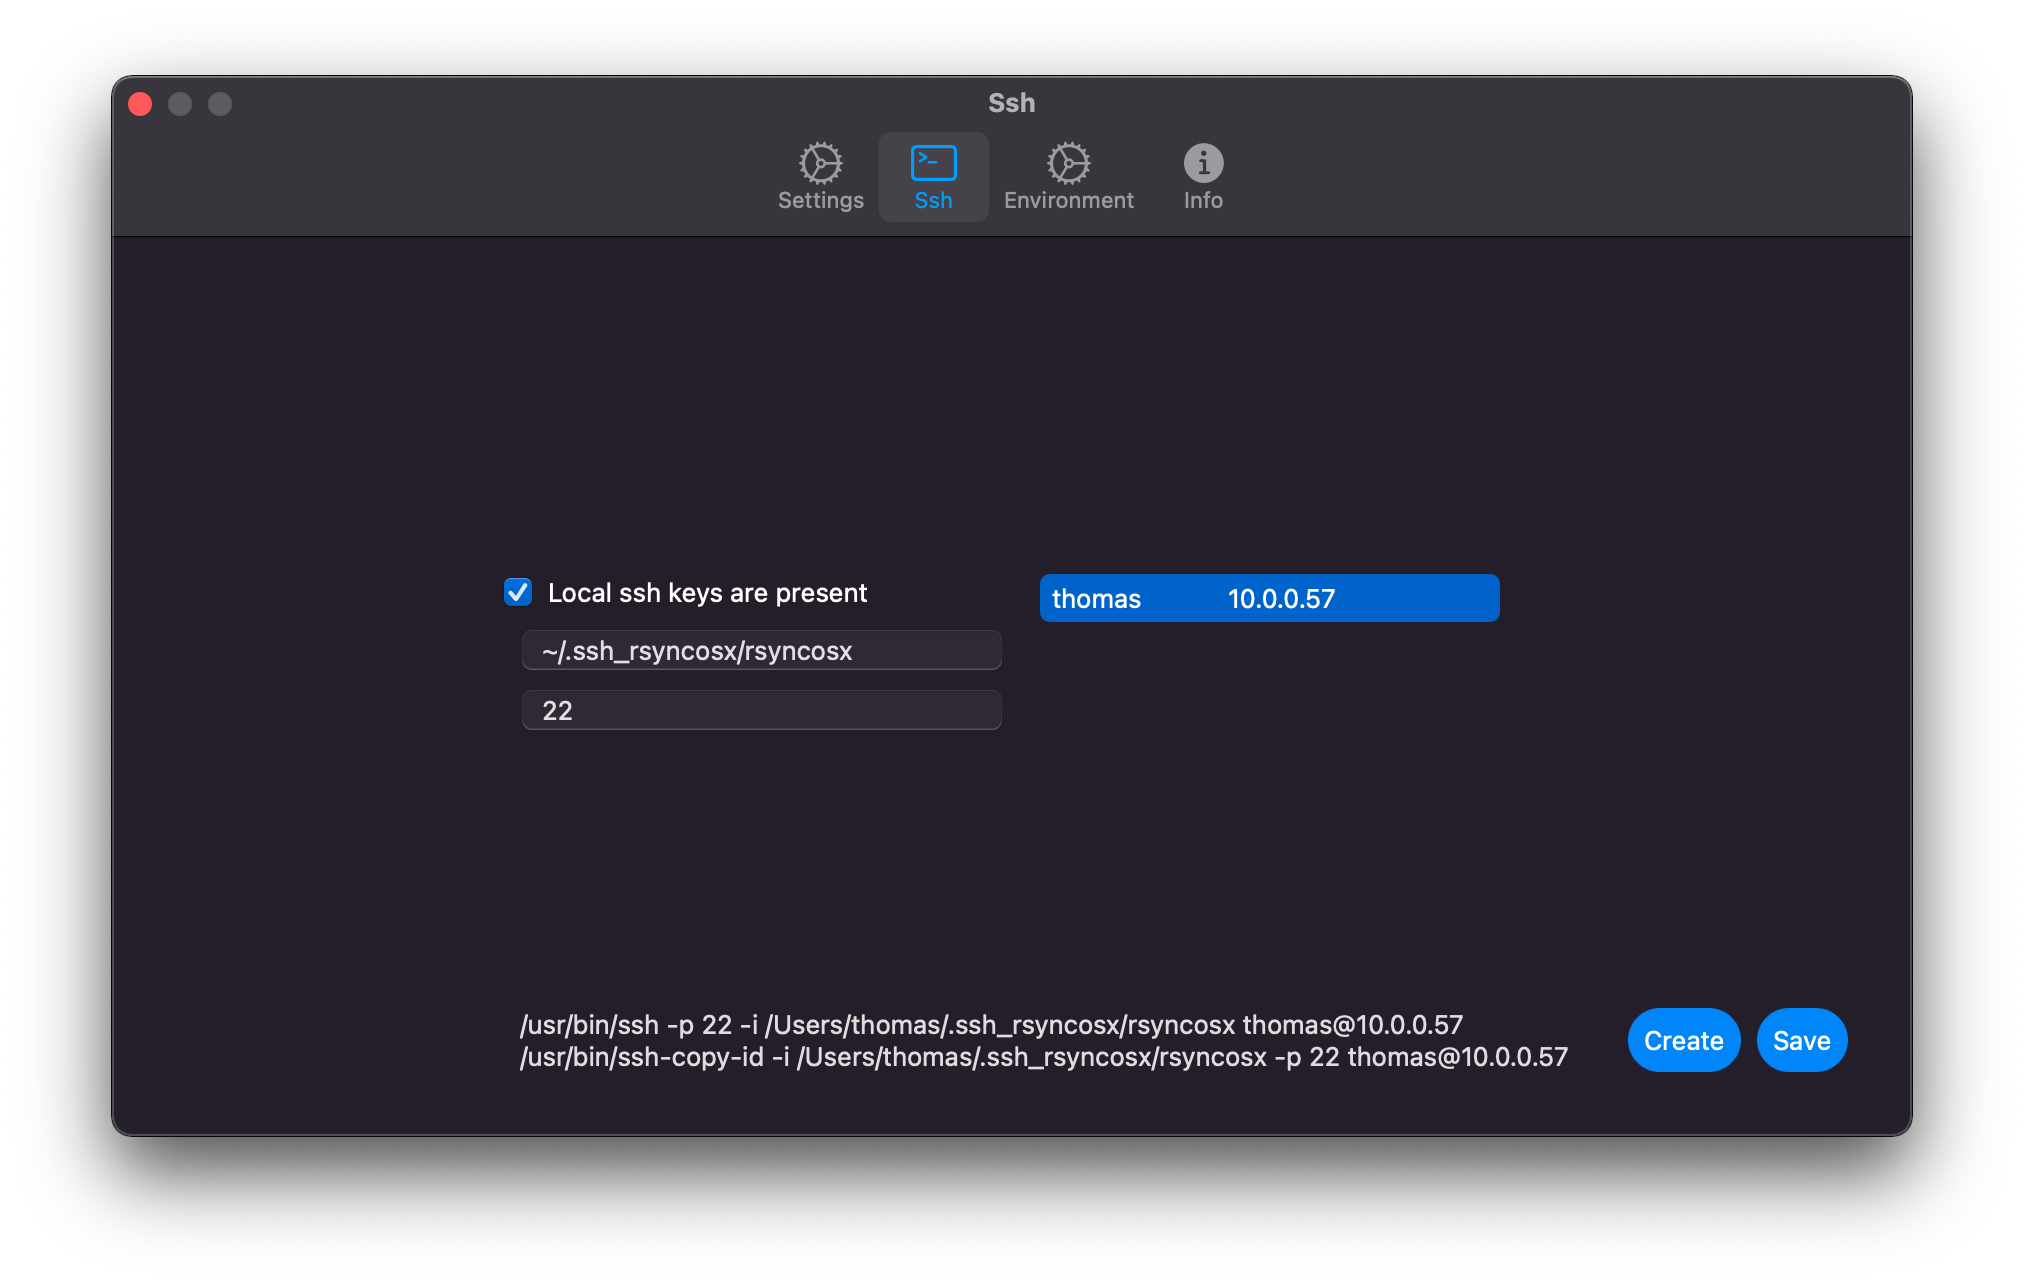 Ssh
Settings
Ssh
Environment
Info
Local ssh keys are present
thomas 10.0.0.57
~/.ssh_rsyncosx/rsyncosx
22
/usr/bin/ssh -p 22 -i /Users/thomas/.ssh_rsyncosx/rsyncosx thomas@10.0.0.57
/usr/bin/ssh-copy-id -i /Users/thomas/.ssh_rsyncosx/rsyncosx -p 22 thomas@10.0.0.57
Create
Save